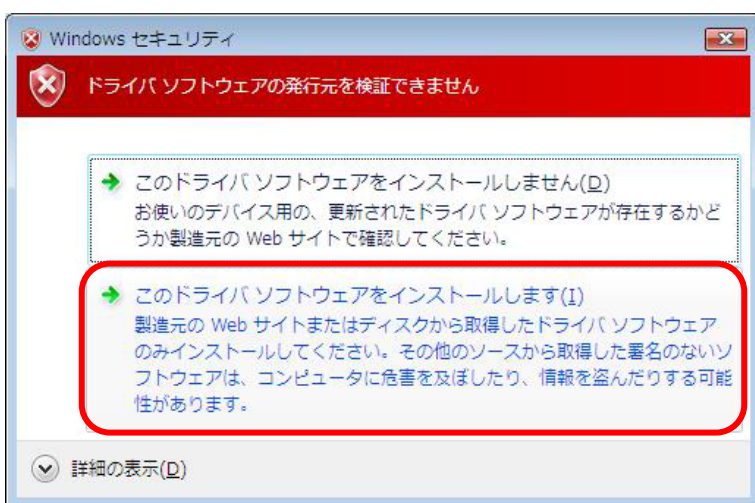 Windows セキュリティ
ドライバ ソフトウェアの発行元を検証できません
このドライバ ソフトウェアをインストールしません(D)
お使いのデバイス用の、更新されたドライバ ソフトウェアが存在するかど
うか製造元の Web サイトで確認してください。
このドライバ ソフトウェアをインストールします(I)
製造元の Web サイトまたはディスクから取得したドライバ ソフトウェア
のみインストールしてください。その他のソースから取得した署名のないソ
フトウェアは、コンピュータに危害を及ぼしたり、情報を盗んだりする可能
性があります。
詳細の表示(D)